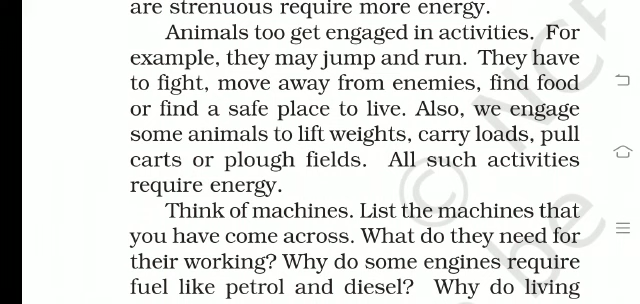 are strenuous require more energy.
Animals too get engaged in activities. For
example, they may jump and run. They have
to fight, move away from enemies, find food
or find a safe place to live. Also, we engage
some animals to lift weights, carry loads, pull
carts or plough fields. All such activities
require energy.
Think of machines. List the machines that
you have come across. What do they need for
their working? Why do some engines require
fuel like petrol and diesel? Why do living
© NCE
be